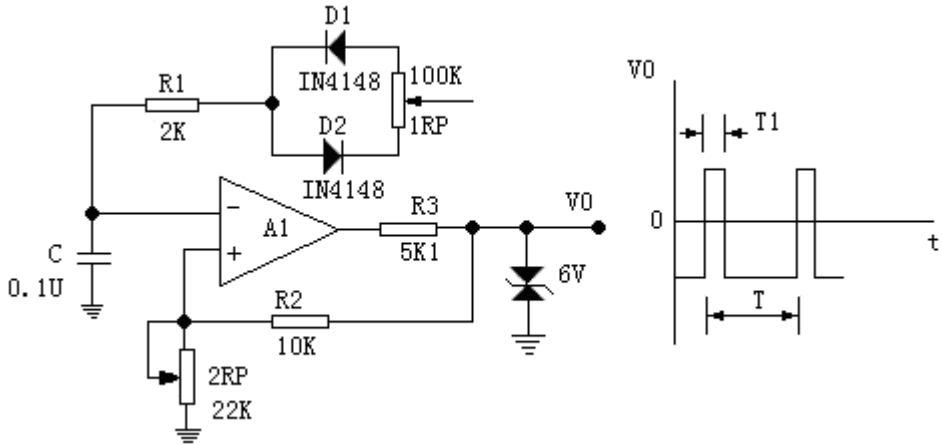 D1
IN4148
100K
1RP
R1
2K
D2
IN4148
A1
-
+
R3
5K1
V0
6V
C
0.1U
R2
10K
2RP
22K
V0
T1
0
t
T